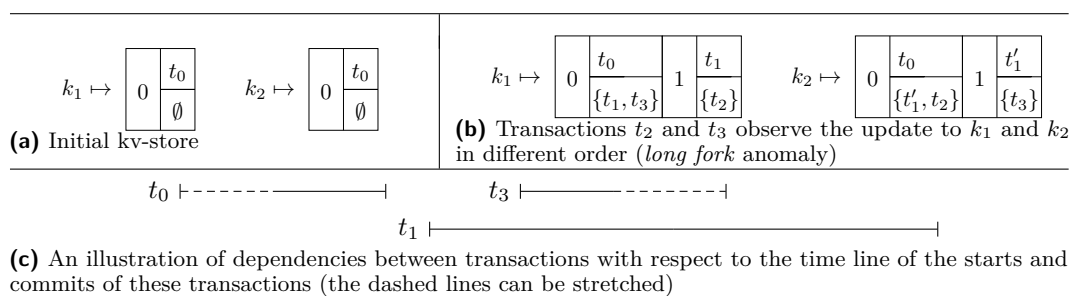 k₁ ↦ 0 t₀ ∅ k₂ ↦ 0 t₀ ∅
(a) Initial kv-store
k₁ ↦ 0 t₀ {t₁, t₃} 1 t₁ {t₂} k₂ ↦ 0 t₀ {t′₁, t₂} 1 t′₁ {t₃}
(b) Transactions t₂ and t₃ observe the update to k₁ and k₂
in different order (long fork anomaly)
t₀ t₃
t₁
(c) An illustration of dependencies between transactions with respect to the time line of the starts and
commits of these transactions (the dashed lines can be stretched)